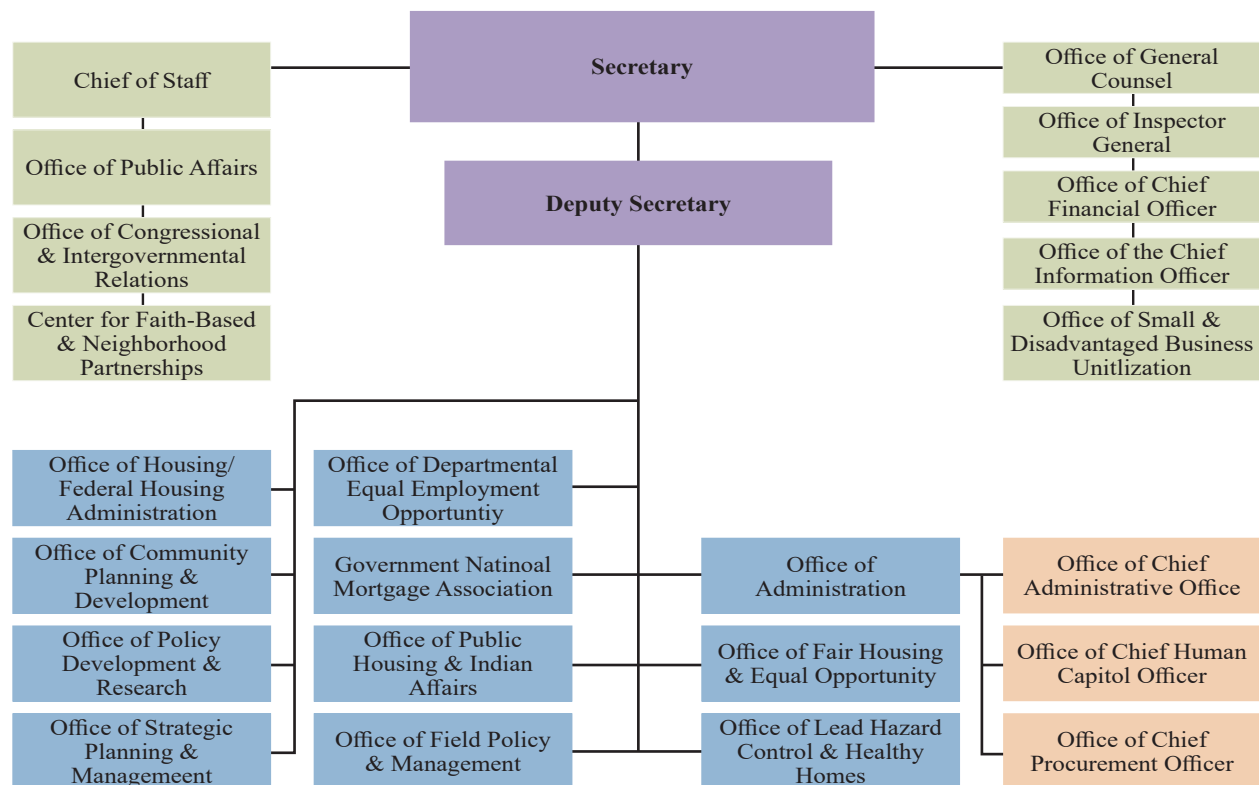 Secretary
Deputy Secretary
Chief of Staff
Office of Public Affairs
Office of Congressional
& Intergovernmental
Relations
Center for Faith-Based
& Neighborhood
Partnerships
Office of General
Counsel
Office of Inspector
General
Office of Chief
Financial Officer
Office of the Chief
Information Officer
Office of Small &
Disadvantaged Business
Unitlization
Office of Housing/
Federal Housing
Administration
Office of Community
Planning &
Development
Office of Policy
Development &
Research
Office of Strategic
Planning &
Management
Office of Departmental
Equal Employment
Opportuntiy
Government Natinoal
Mortgage Association
Office of Public
Housing & Indian
Affairs
Office of Field Policy
& Management
Office of
Administration
Office of Fair Housing
& Equal Opportunity
Office of Lead Hazard
Control & Healthy
Homes
Office of Chief
Administrative Office
Office of Chief Human
Capitol Officer
Office of Chief
Procurement Officer